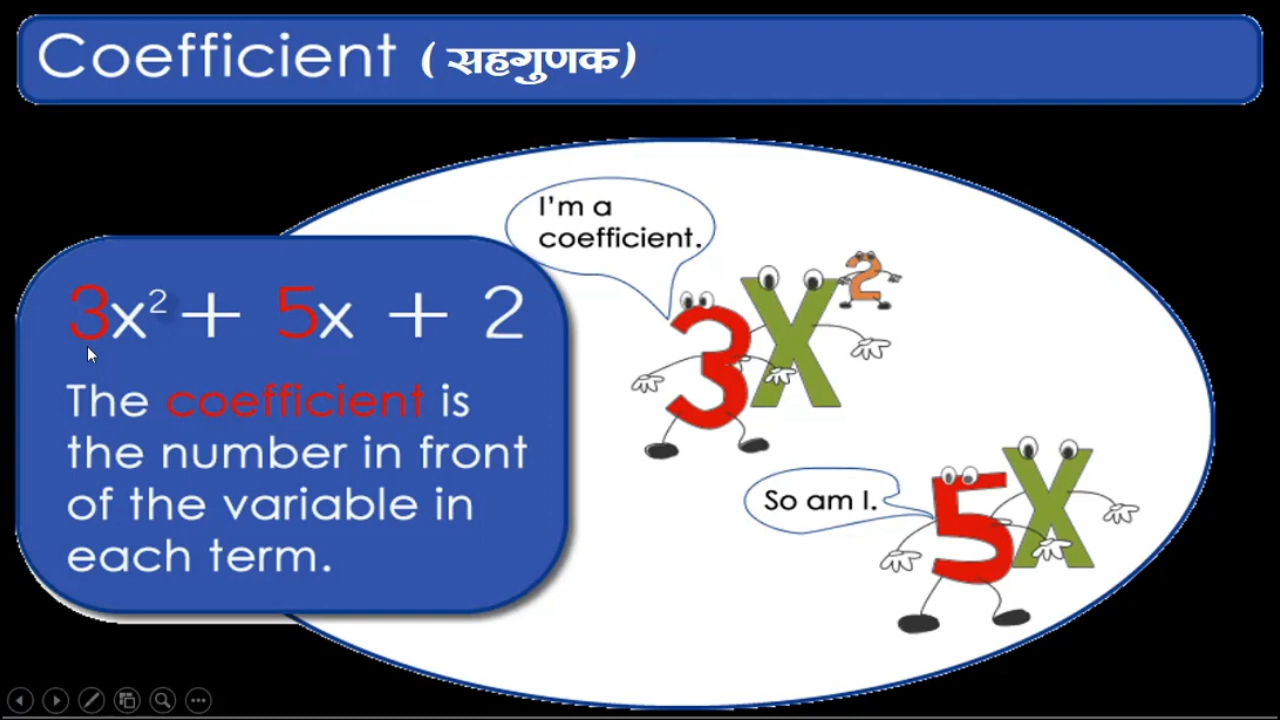 Coefficient ( सहगुणक)
I'm a
coefficient.
3x² + 5x + 2
The coefficient is
the number in front
of the variable in
each term.
3X²
So am I.
5X